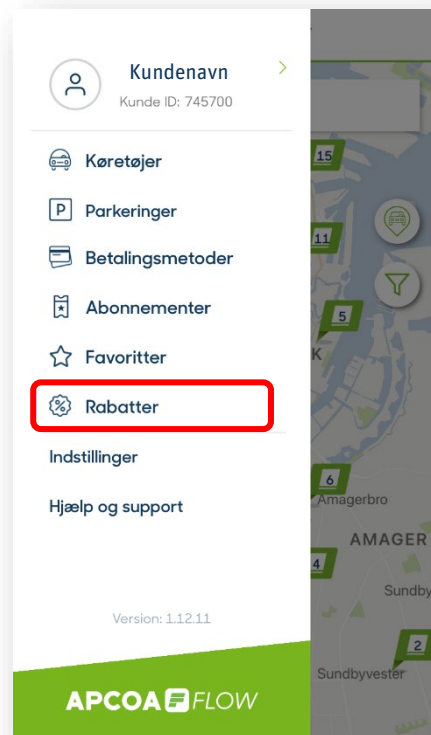 Kundenavn
Kunde ID: 745700
Køretøjer
P Parkeringer
Betalingsmetoder
Abonnementer
Favoritter
% Rabatter
Indstillinger
Hjælp og support
Version: 1.12.11
APCOA FLOW
15
11
5
K
6
Amagerbro
AMAGER
4
Sundby
2
Sundbyvester